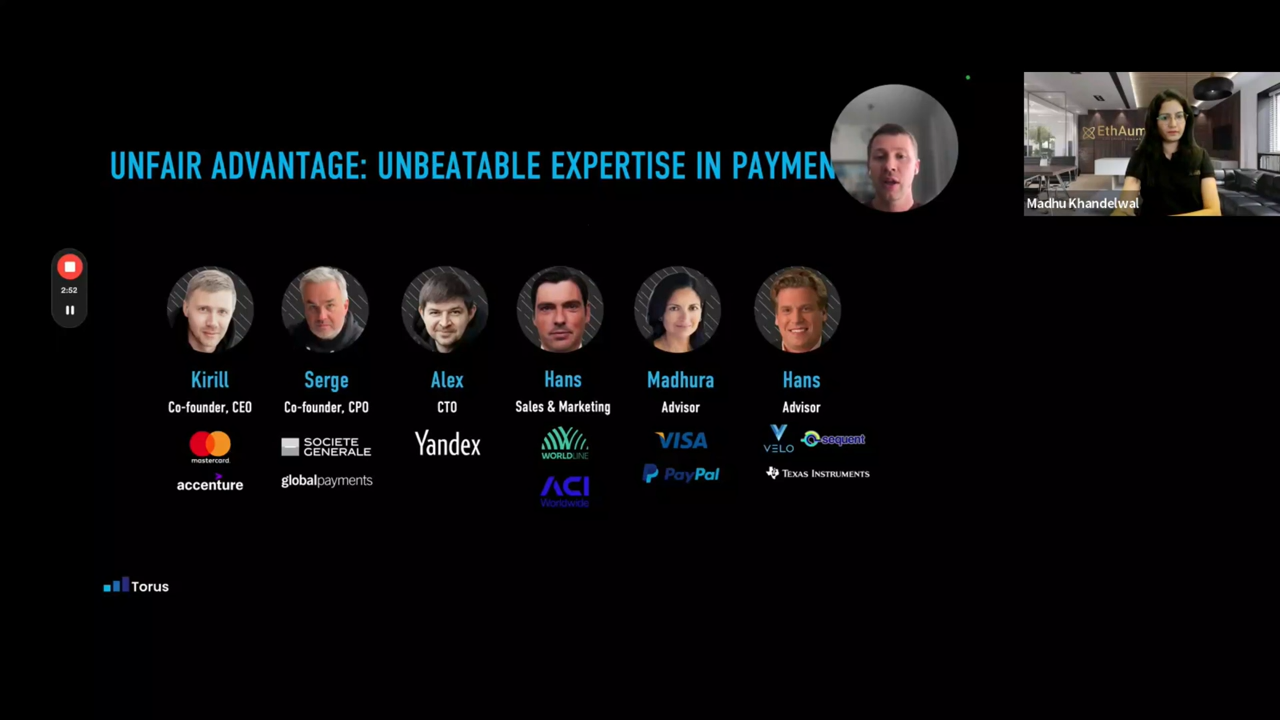 UNFAIR ADVANTAGE: UNBEATABLE EXPERTISE IN PAYMEN
EthAum
Madhu Khandelwal
2:52
Kirill
Co-founder, CEO
mastercard.
accenture
Serge
Co-founder, CPO
SOCIETE
GENERALE
globalpayments
Alex
CTO
Yandex
Hans
Sales & Marketing
WORLDLINE
ACI
Worldwide
Madhura
Advisor
VISA
PayPal
Hans
Advisor
VELO
e-sequent
TEXAS INSTRUMENTS
Torus